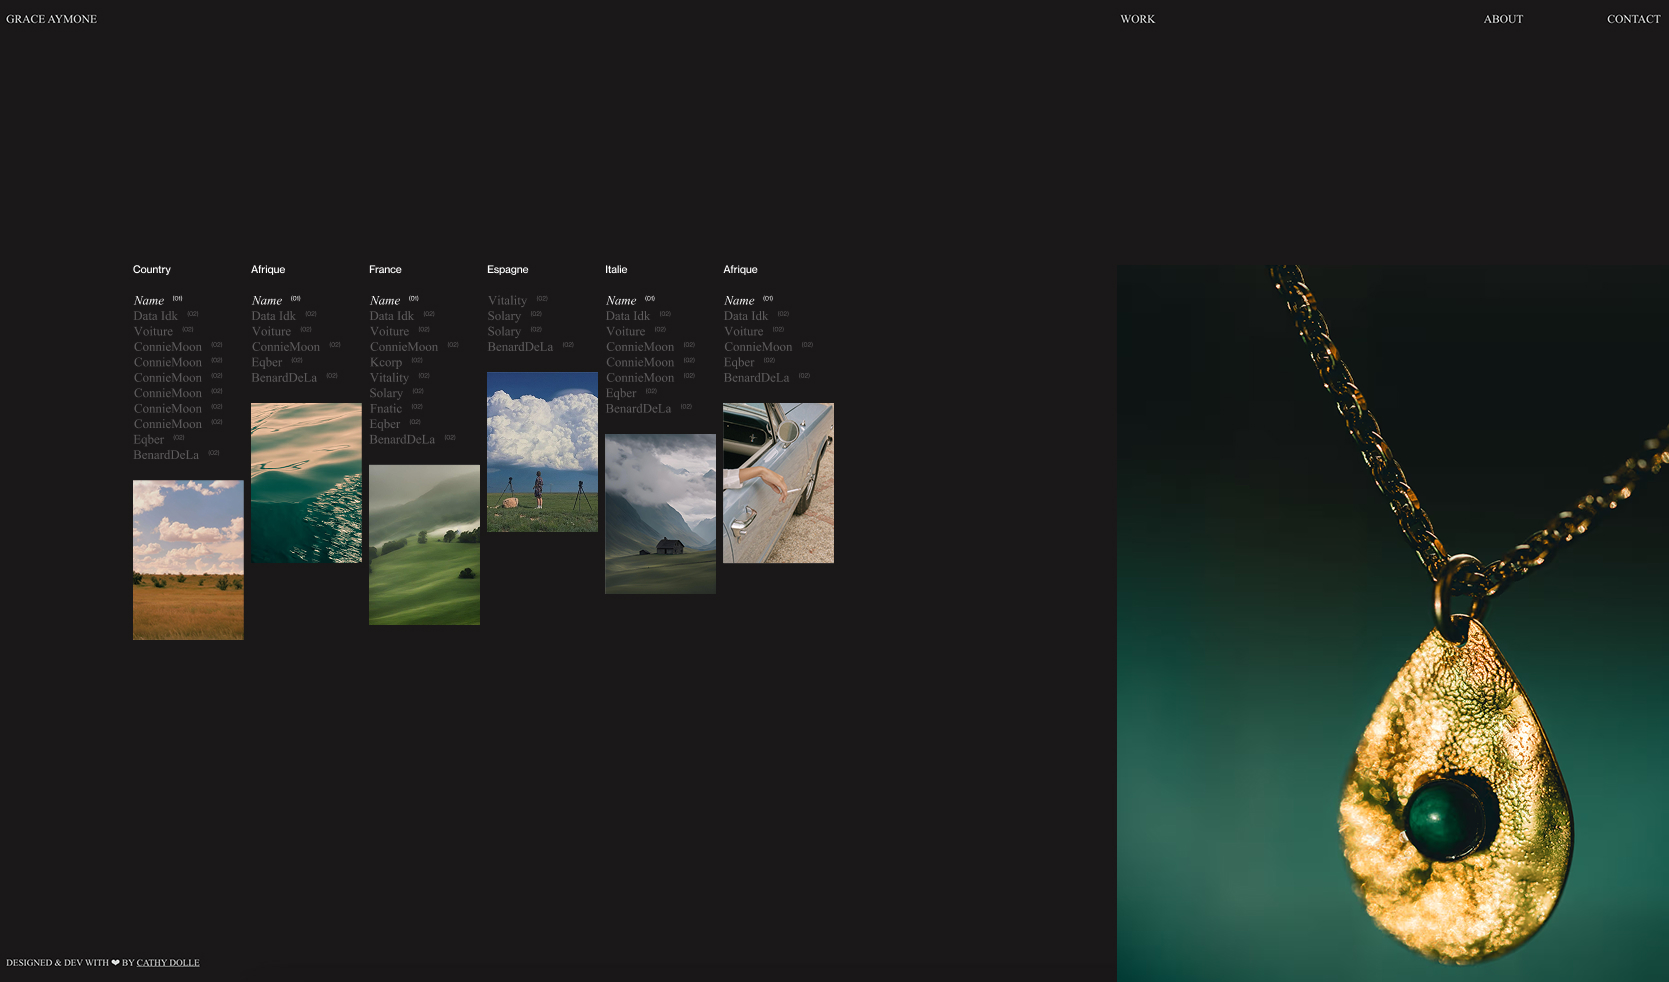 GRACE AYMONE
WORK
ABOUT
CONTACT
Country
Name (01)
Data Idk (02)
Voiture (02)
ConnieMoon (02)
ConnieMoon (02)
ConnieMoon (02)
ConnieMoon (02)
ConnieMoon (02)
ConnieMoon (02)
Eqber (02)
BenardDeLa (02)
Afrique
Name (01)
Data Idk (02)
Voiture (02)
ConnieMoon (02)
Eqber (02)
BenardDeLa (02)
France
Name (01)
Data Idk (02)
Voiture (02)
ConnieMoon (02)
Kcorp (02)
Vitality (02)
Solary (02)
Fnatic (02)
Eqber (02)
BenardDeLa (02)
Espagne
Vitality (02)
Solary (02)
Solary (02)
BenardDeLa (02)
Italie
Name (01)
Data Idk (02)
Voiture (02)
ConnieMoon (02)
ConnieMoon (02)
ConnieMoon (02)
Eqber (02)
BenardDeLa (02)
Afrique
Name (01)
Data Idk (02)
Voiture (02)
ConnieMoon (02)
Eqber (02)
BenardDeLa (02)
DESIGNED & DEV WITH ❤ BY CATHY DOLLE